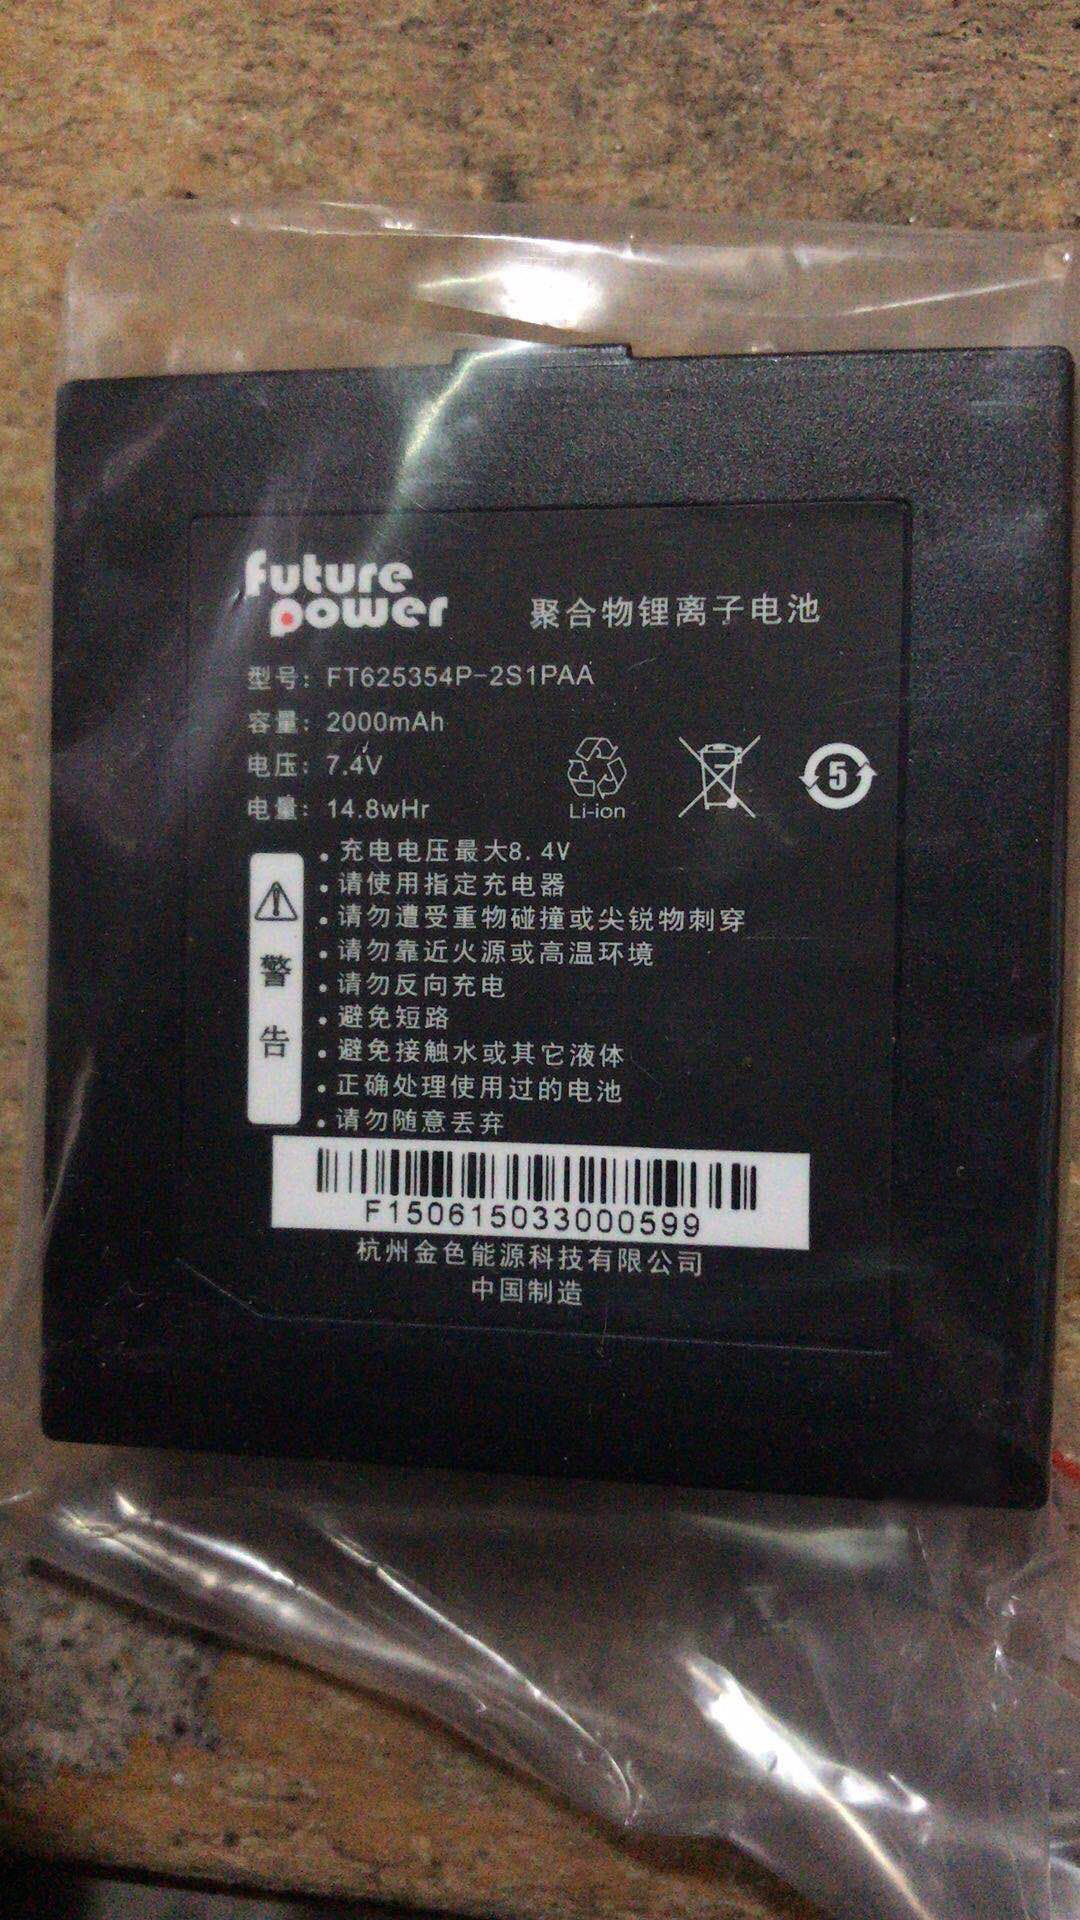 future
power
聚合物锂离子电池
型号: FT625354P-2S1PAA
容量: 2000mAh
电压: 7.4V
电量: 14.8wHr
Li-ion
5
警告
充电电压最大8.4V
请使用指定充电器
请勿遭受重物碰撞或尖锐物刺穿
请勿靠近火源或高温环境
请勿反向充电
避免短路
避免接触水或其它液体
正确处理使用过的电池
请勿随意丢弃
F150615033000599
杭州金色能源科技有限公司
中国制造